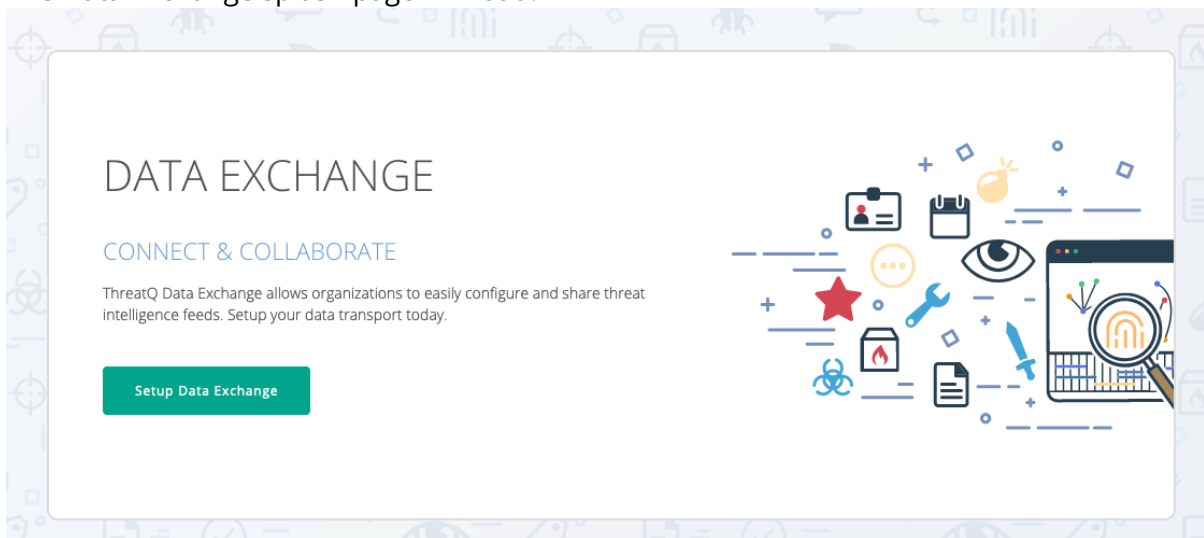 DATA EXCHANGE
CONNECT & COLLABORATE
ThreatQ Data Exchange allows organizations to easily configure and share threat
intelligence feeds. Setup your data transport today.
Setup Data Exchange